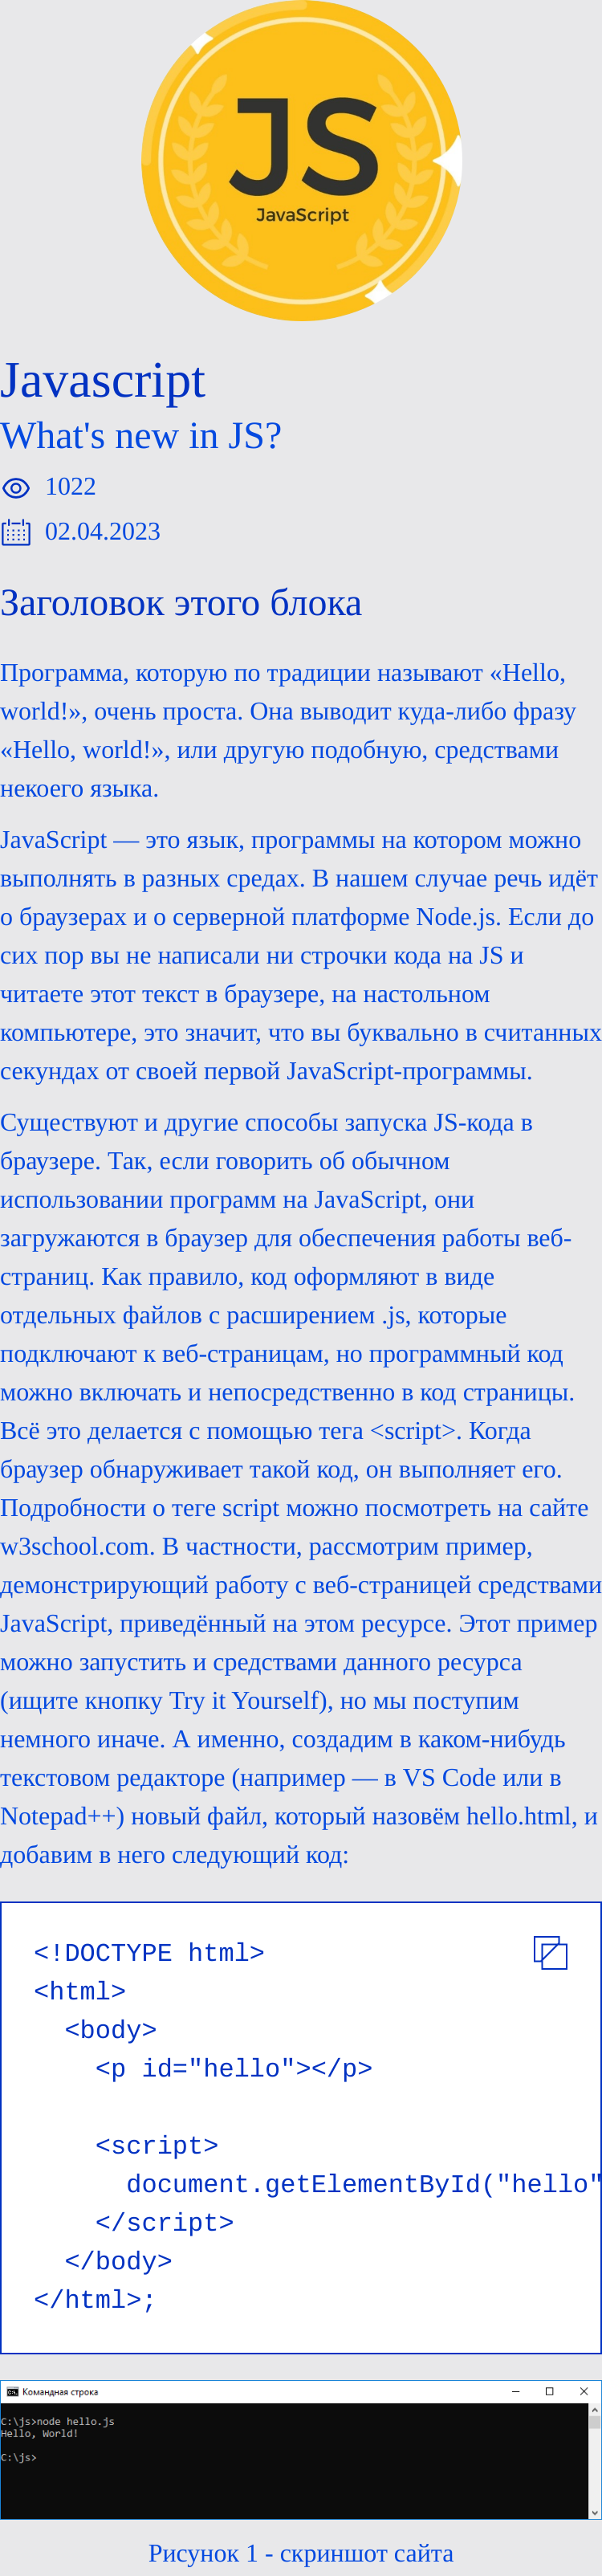 JS
JavaScript
Javascript
What's new in JS?
1022
02.04.2023
Заголовок этого блока
Программа, которую по традиции называют «Hello,
world!», очень проста. Она выводит куда-либо фразу
«Hello, world!», или другую подобную, средствами
некоего языка.
JavaScript — это язык, программы на котором можно
выполнять в разных средах. В нашем случае речь идёт
о браузерах и о серверной платформе Node.js. Если до
сих пор вы не написали ни строчки кода на JS и
читаете этот текст в браузере, на настольном
компьютере, это значит, что вы буквально в считанных
секундах от своей первой JavaScript-программы.
Существуют и другие способы запуска JS-кода в
браузере. Так, если говорить об обычном
использовании программ на JavaScript, они
загружаются в браузер для обеспечения работы веб-
страниц. Как правило, код оформляют в виде
отдельных файлов с расширением .js, которые
подключают к веб-страницам, но программный код
можно включать и непосредственно в код страницы.
Всё это делается с помощью тега <script>. Когда
браузер обнаруживает такой код, он выполняет его.
Подробности о теге script можно посмотреть на сайте
w3school.com. В частности, рассмотрим пример,
демонстрирующий работу с веб-страницей средствами
JavaScript, приведённый на этом ресурсе. Этот пример
можно запустить и средствами данного ресурса
(ищите кнопку Try it Yourself), но мы поступим
немного иначе. А именно, создадим в каком-нибудь
текстовом редакторе (например — в VS Code или в
Notepad++) новый файл, который назовём hello.html, и
добавим в него следующий код:
<!DOCTYPE html>
<html>
<body>
<p id="hello"></p>
<script>
document.getElementById("hello"
</script>
</body>
</html>;
Командная строка
C:\js>node hello.js
Hello, World!
C:\js>
Рисунок 1 - скриншот сайта